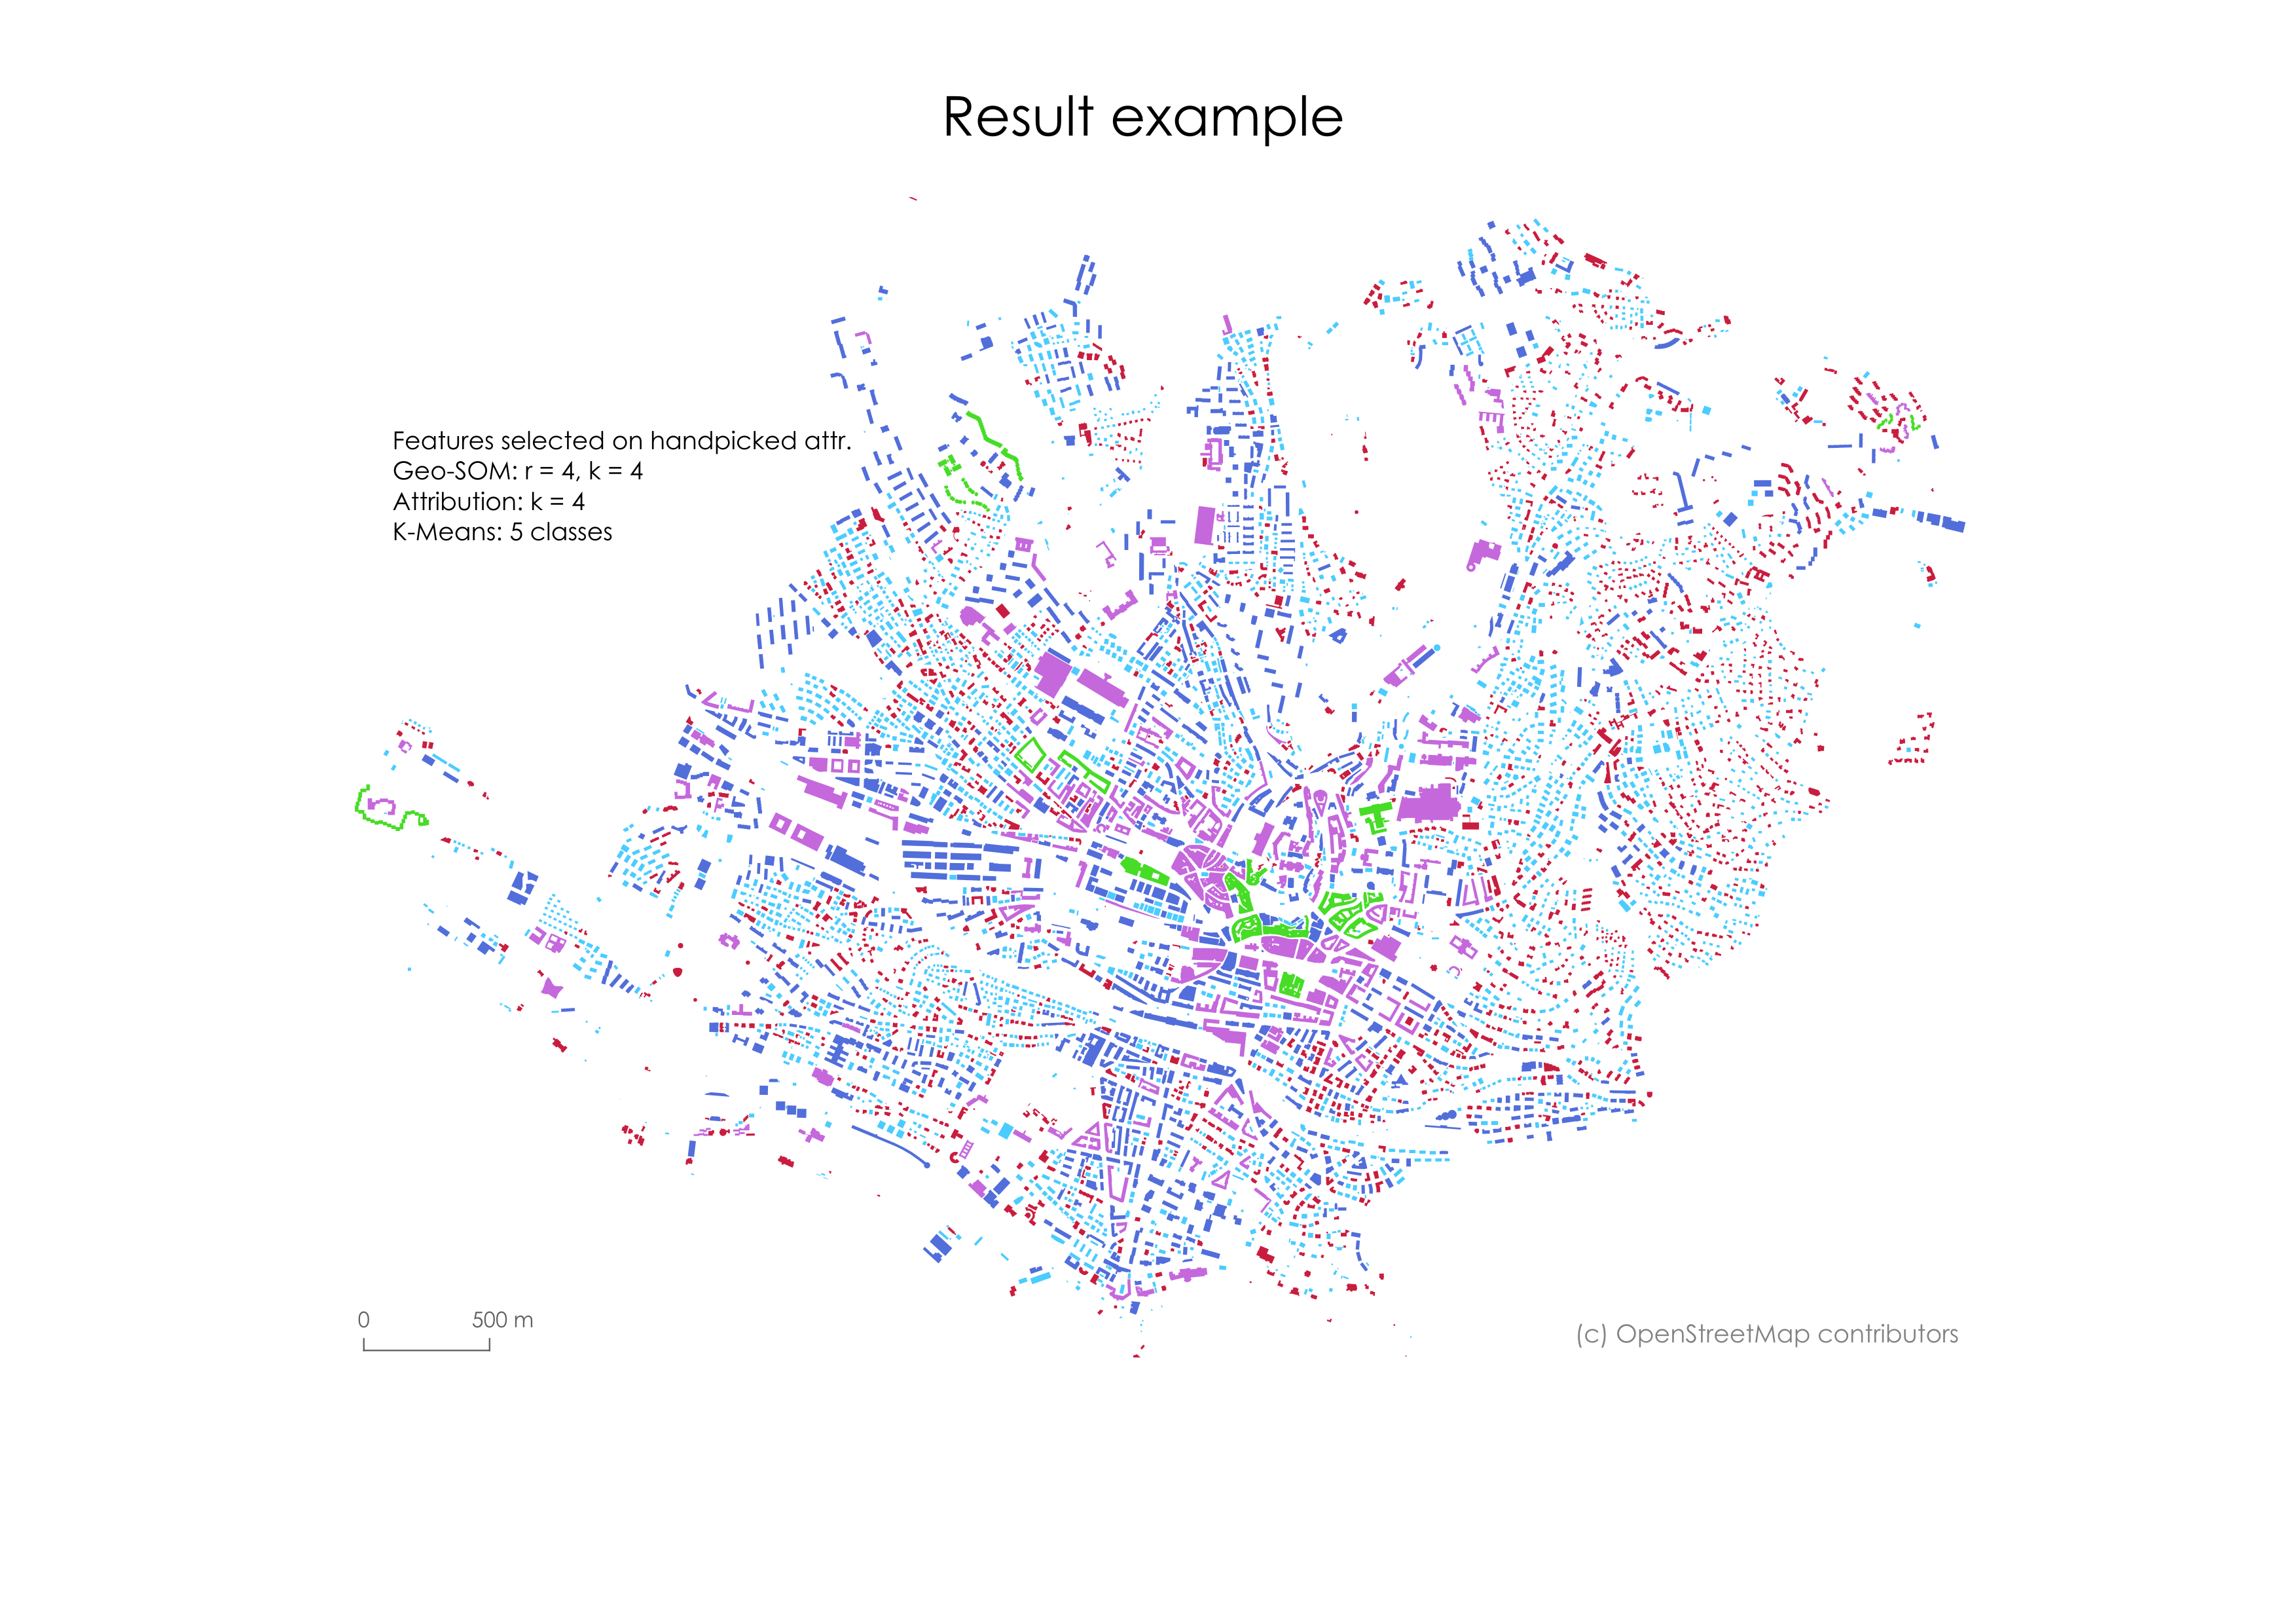 Result example
Features selected on handpicked attr.
Geo-SOM: r = 4, k = 4
Attribution: k = 4
K-Means: 5 classes
0 500 m
(c) OpenStreetMap contributors